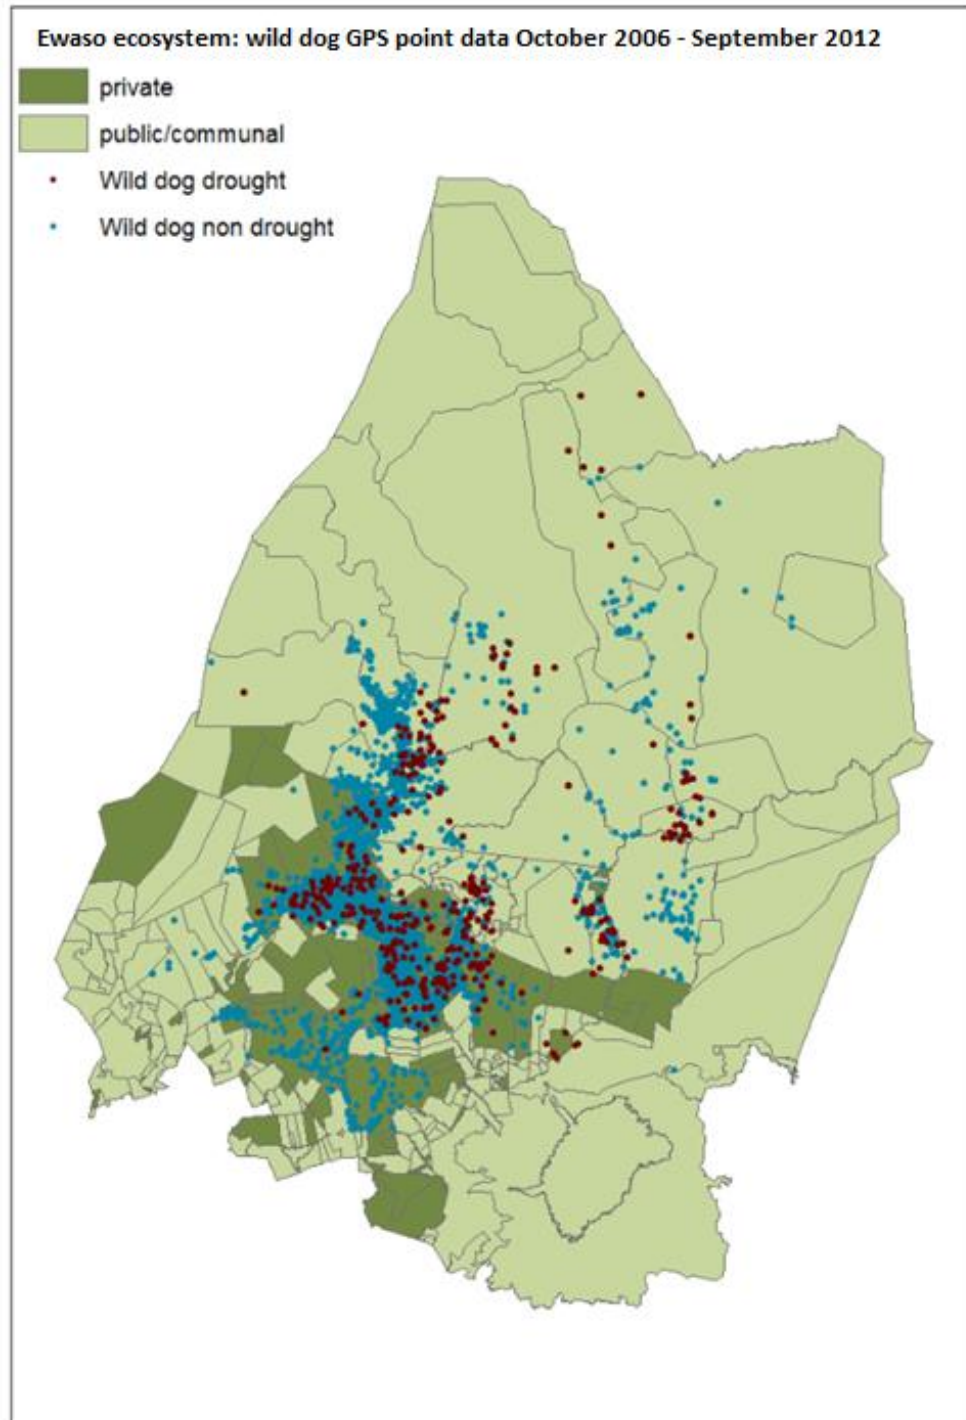 Ewaso ecosystem: wild dog GPS point data October 2006 - September 2012
private
public/communal
Wild dog drought
Wild dog non drought